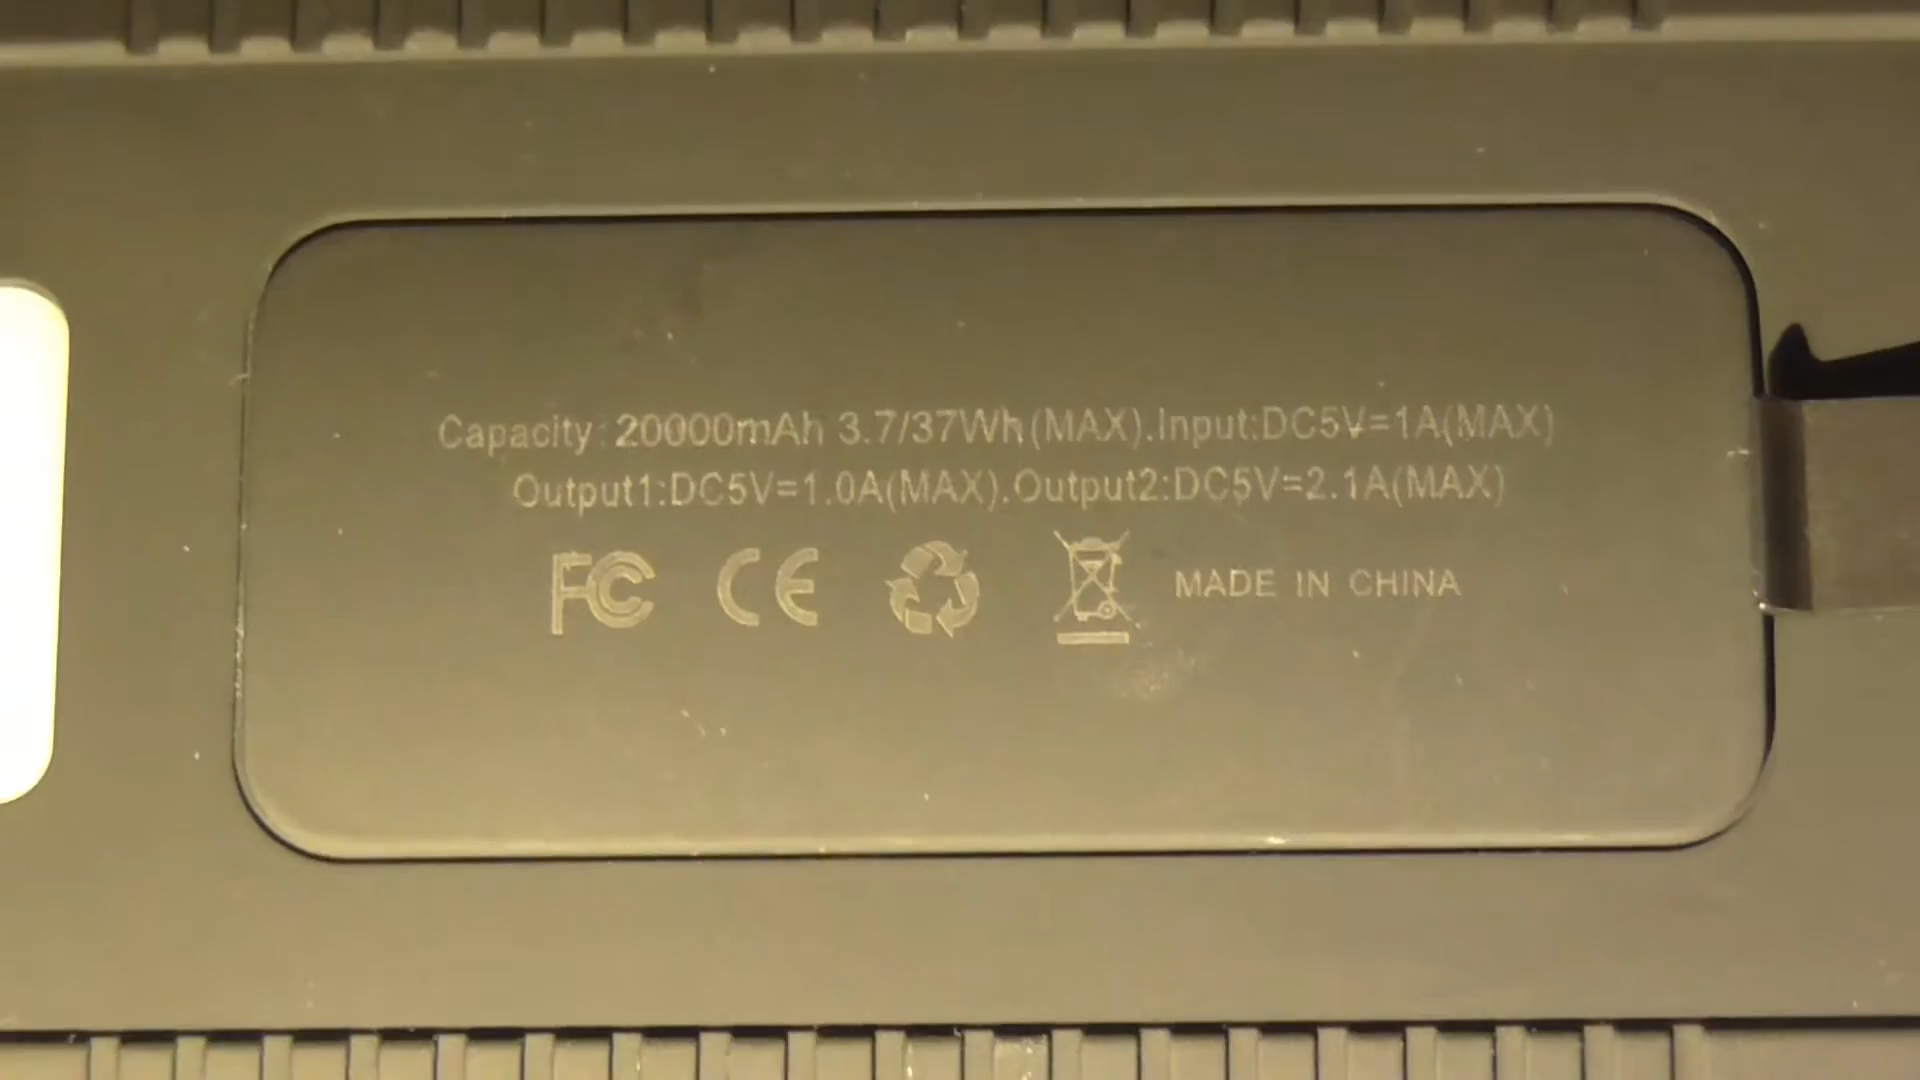 Capacity: 20000mAh 3.7/37Wh(MAX).Input:DC5V=1A(MAX)
Output1:DC5V=1.0A(MAX).Output2:DC5V=2.1A(MAX)
FC CE MADE IN CHINA